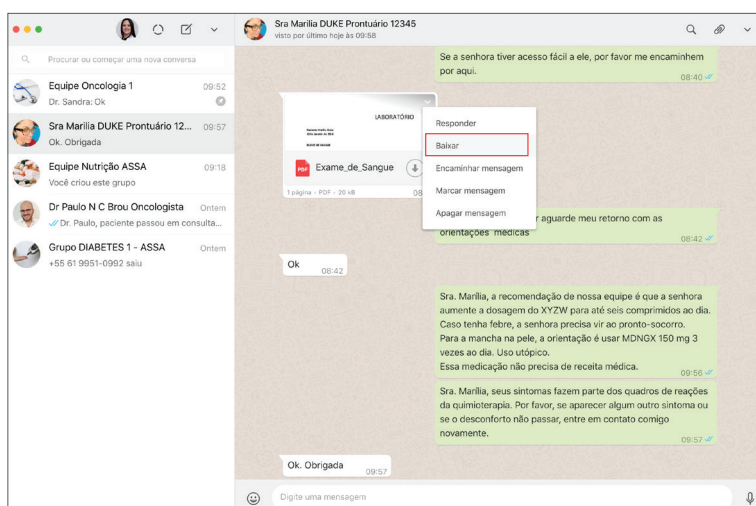 Sra Marilia DUKE Prontuário 12345
visto por último hoje às 09:58
Procurar ou começar uma nova conversa
Equipe Oncologia 1 09:52
Dr. Sandra: Ok
Sra Marilia DUKE Prontuário 12... 09:57
Ok. Obrigada
Equipe Nutrição ASSA 09:18
Você criou este grupo
Dr Paulo N C Brou Oncologista Ontem
Dr. Paulo, paciente passou em consulta...
Grupo DIABETES 1 - ASSA Ontem
+55 61 9951-0992 saiu
Se a senhora tiver acesso fácil a ele, por favor me encaminhem
por aqui.
08:40
LABORATÓRIO
PDF Exame_de_Sangue
1 página - PDF - 20 kB 08
Responder
Baixar
Encaminhar mensagem
Marcar mensagem
Apagar mensagem
r aguarde meu retorno com as
orientações médicas
08:42
Ok
08:42
Sra. Marília, a recomendação de nossa equipe é que a senhora
aumente a dosagem do XYZW para até seis comprimidos ao dia.
Caso tenha febre, a senhora precisa vir ao pronto-socorro.
Para a mancha na pele, a orientação é usar MDNGX 150 mg 3
vezes ao dia. Uso utópico.
Essa medicação não precisa de receita médica.
09:56
Sra. Marília, seus sintomas fazem parte dos quadros de reações
da quimioterapia. Por favor, se aparecer algum outro sintoma ou
se o desconforto não passar, entre em contato comigo
novamente.
09:57
Ok. Obrigada
09:57
Digite uma mensagem